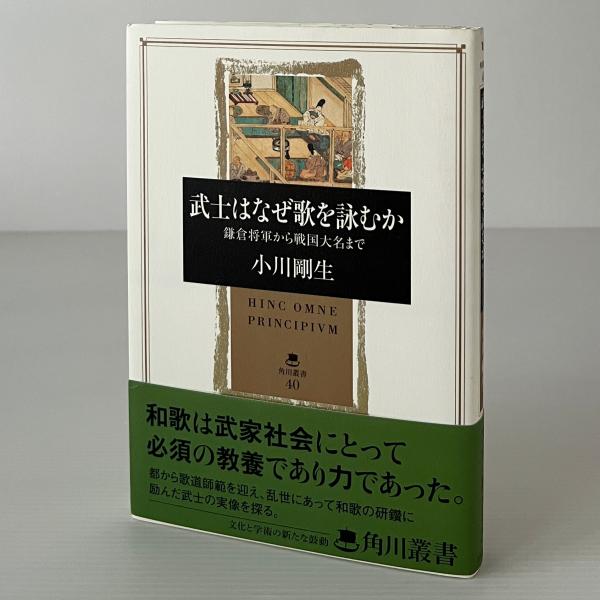 武士はなぜ歌を詠むか
鎌倉将軍から戦国大名まで
小川剛生
HINC OMNE
PRINCIPIVM
角川叢書
40
和歌は武家社会にとって
必須の教養であり力であった。
都から歌道師範を迎え、乱世にあって和歌の研鑽に
励んだ武士の実像を探る。
文化と学術の新たな鼓動
角川叢書